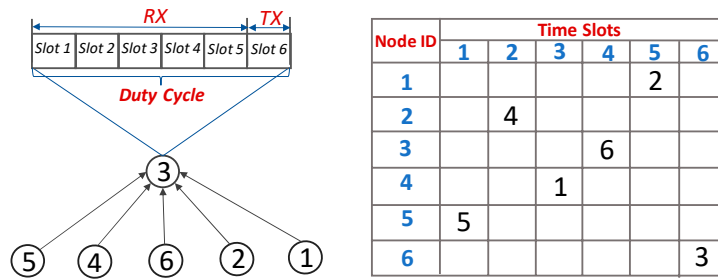 RX TX
Slot 1 Slot 2 Slot 3 Slot 4 Slot 5 Slot 6
Duty Cycle
3
5 4 6 2 1
Node ID Time Slots
1 2 3 4 5 6
1 2
2 4
3 6
4 1
5 5
6 3